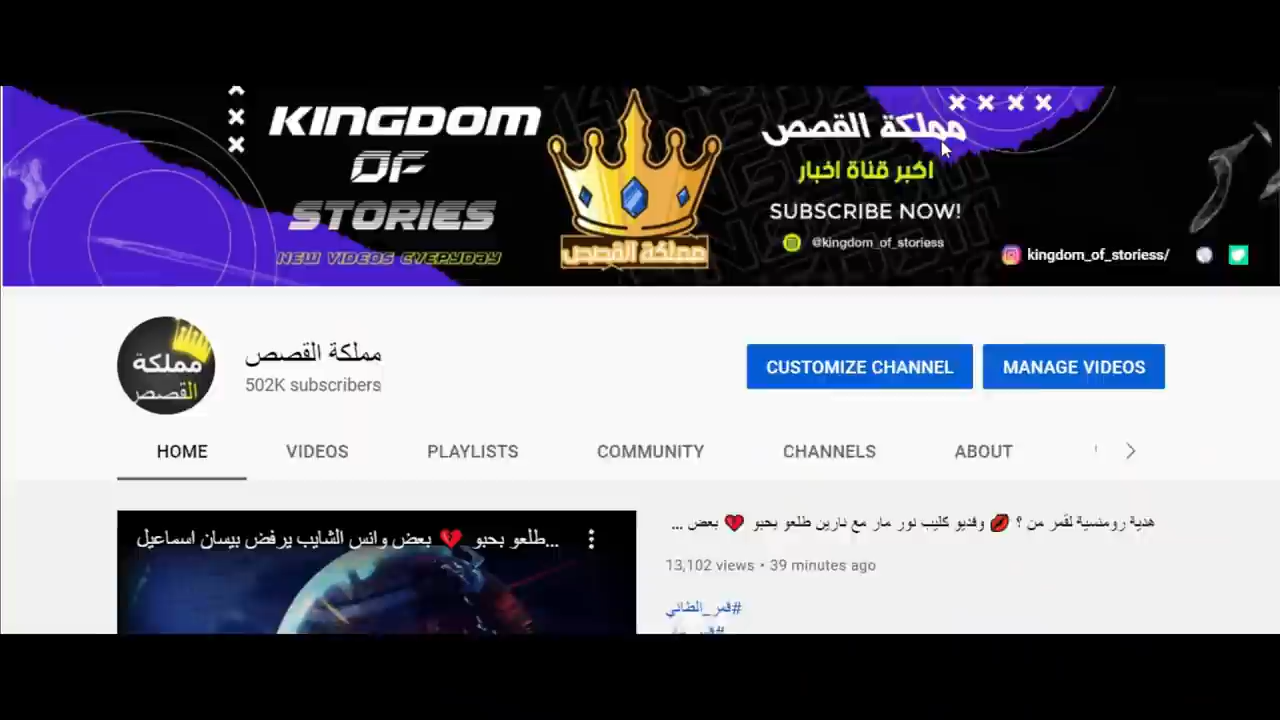 KINGDOM
OF
STORIES
NEW VIDEOS EVERYDAY
مملكة القصص
مملكة القصص
اكبر قناة اخبار
SUBSCRIBE NOW!
@kingdom_of_storiess
kingdom_of_storiess/
مملكة
القصص
مملكة القصص
502K subscribers
CUSTOMIZE CHANNEL
MANAGE VIDEOS
HOME
VIDEOS
PLAYLISTS
COMMUNITY
CHANNELS
ABOUT
طلعو بحبو 💔 بعض وانس الشايب يرفض بيسان اسماعيل...
هدية رومنسية لقمر من ؟ 💋 وفديو كليب نور مار مع نارين طلعو بحبو 💔 بعض ...
13,102 views • 39 minutes ago
#قمر_الطائي